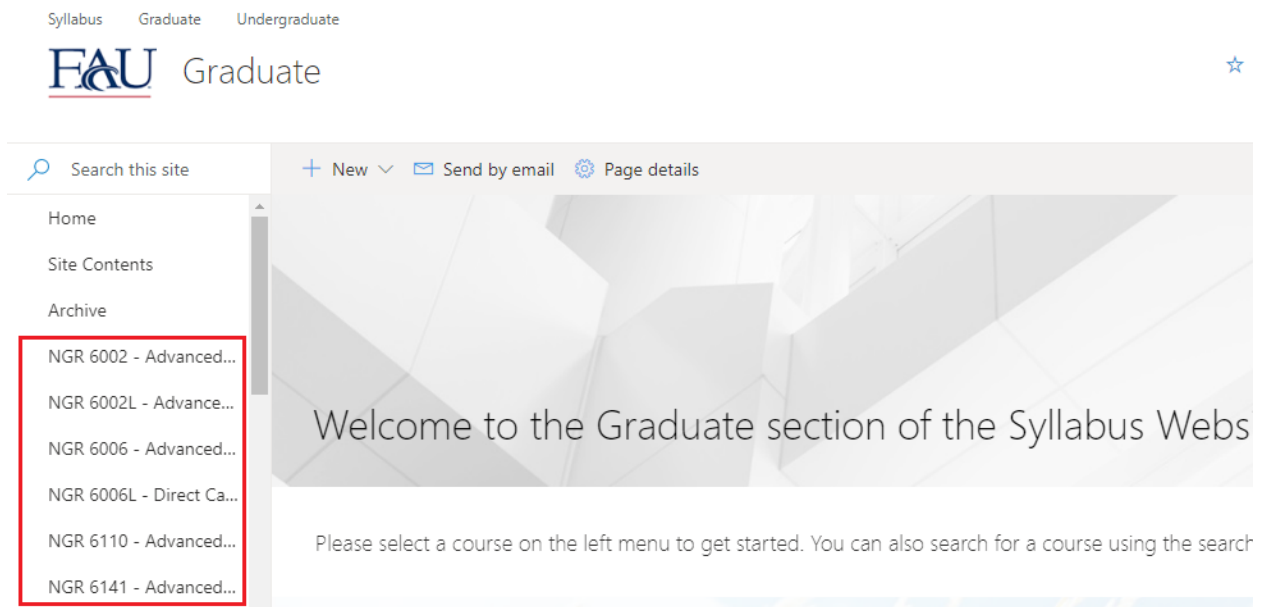 Syllabus Graduate Undergraduate
FAU Graduate
Search this site
New Send by email Page details
Home
Site Contents
Archive
NGR 6002 - Advanced...
NGR 6002L - Advance...
NGR 6006 - Advanced...
NGR 6006L - Direct Ca...
NGR 6110 - Advanced...
NGR 6141 - Advanced...
Welcome to the Graduate section of the Syllabus Webs
Please select a course on the left menu to get started. You can also search for a course using the search